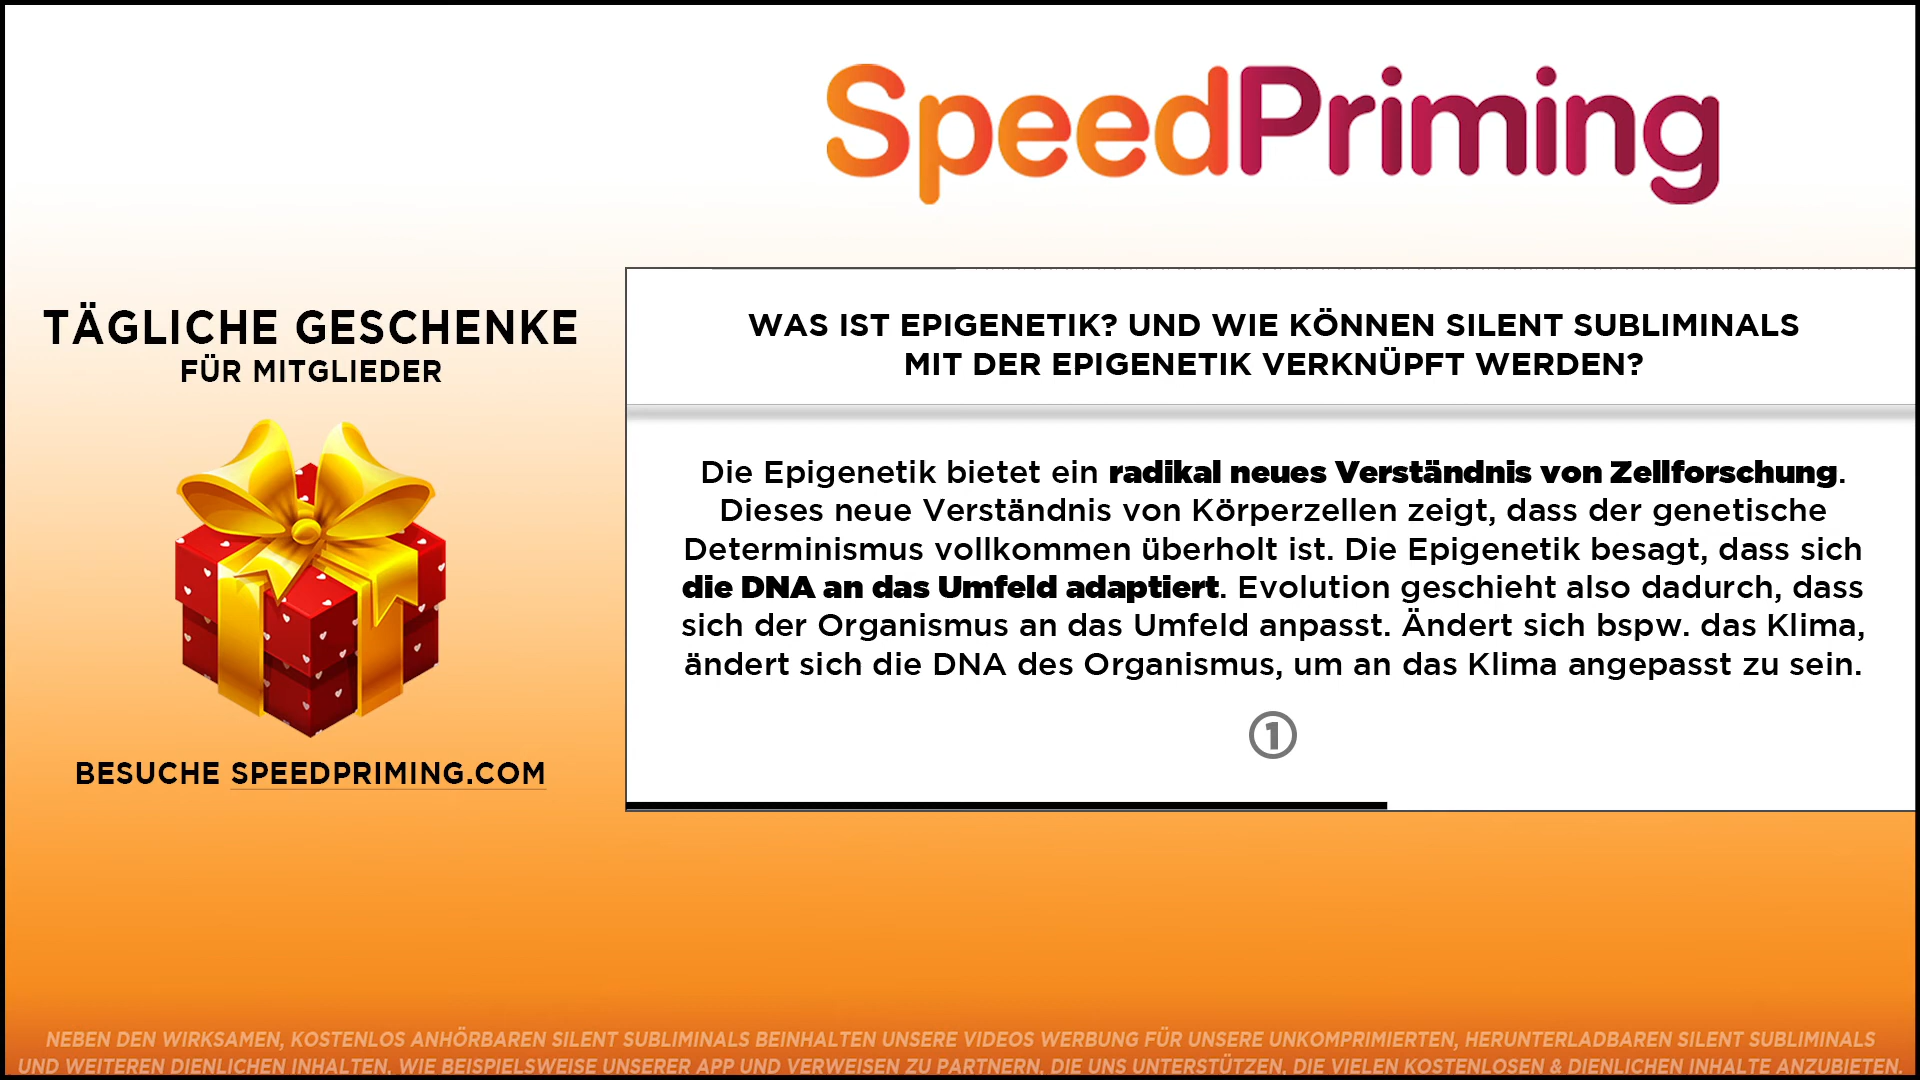 SpeedPriming
TÄGLICHE GESCHENKE
FÜR MITGLIEDER
BESUCHE SPEEDPRIMING.COM
WAS IST EPIGENETIK? UND WIE KÖNNEN SILENT SUBLIMINALS
MIT DER EPIGENETIK VERKNÜPFT WERDEN?
Die Epigenetik bietet ein radikal neues Verständnis von Zellforschung.
Dieses neue Verständnis von Körperzellen zeigt, dass der genetische
Determinismus vollkommen überholt ist. Die Epigenetik besagt, dass sich
die DNA an das Umfeld adaptiert. Evolution geschieht also dadurch, dass
sich der Organismus an das Umfeld anpasst. Ändert sich bspw. das Klima,
ändert sich die DNA des Organismus, um an das Klima angepasst zu sein.
1
NEBEN DEN WIRKSAMEN, KOSTENLOS ANHÖRBAREN SILENT SUBLIMINALS BEINHALTEN UNSERE VIDEOS WERBUNG FÜR UNSERE UNKOMPRIMIERTEN, HERUNTERLADBAREN SILENT SUBLIMINALS
UND WEITEREN DIENLICHEN INHALTEN, WIE BEISPIELSWEISE UNSERER APP UND VERWEISEN ZU PARTNERN, DIE UNS UNTERSTÜTZEN, DIE VIELEN KOSTENLOSEN & DIENLICHEN INHALTE ANZUBIETEN.